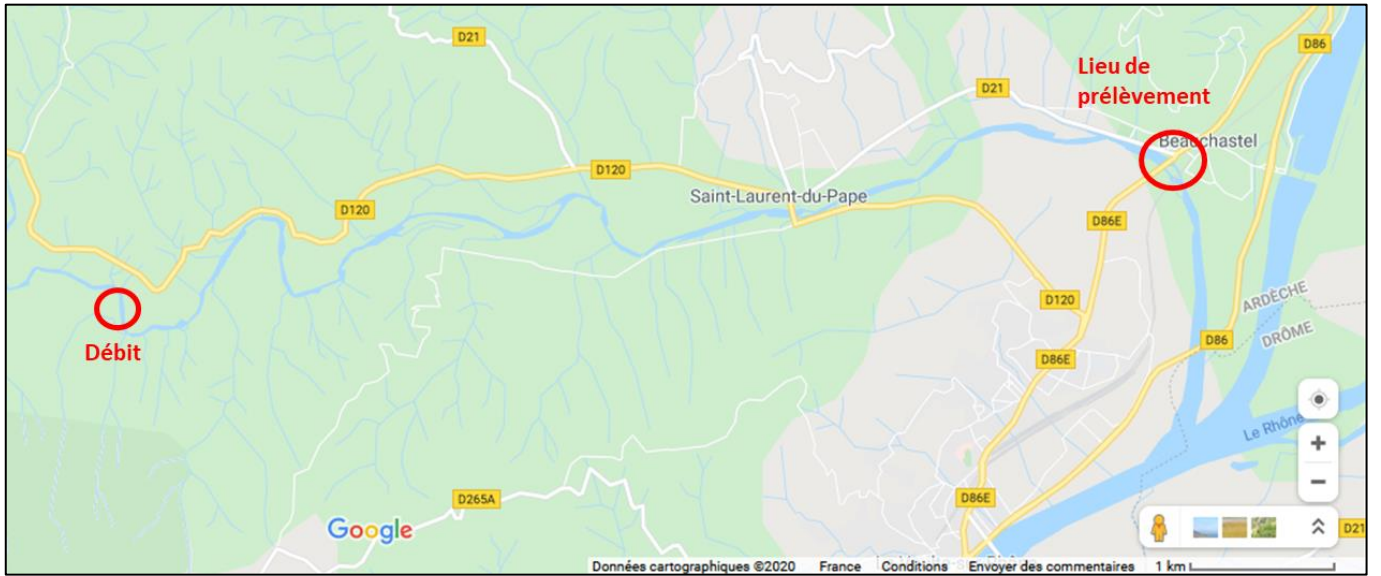 D21
D86
Lieu de
prélèvement
D21
Beauchastel
D120
Saint-Laurent-du-Pape
D120
D86E
Débit
D120
ARDÈCHE
DRÔME
D86
D86E
Le Rhône
D265A
D86E
Google
D21
Données cartographiques ©2020 France Conditions Envoyer des commentaires 1 km